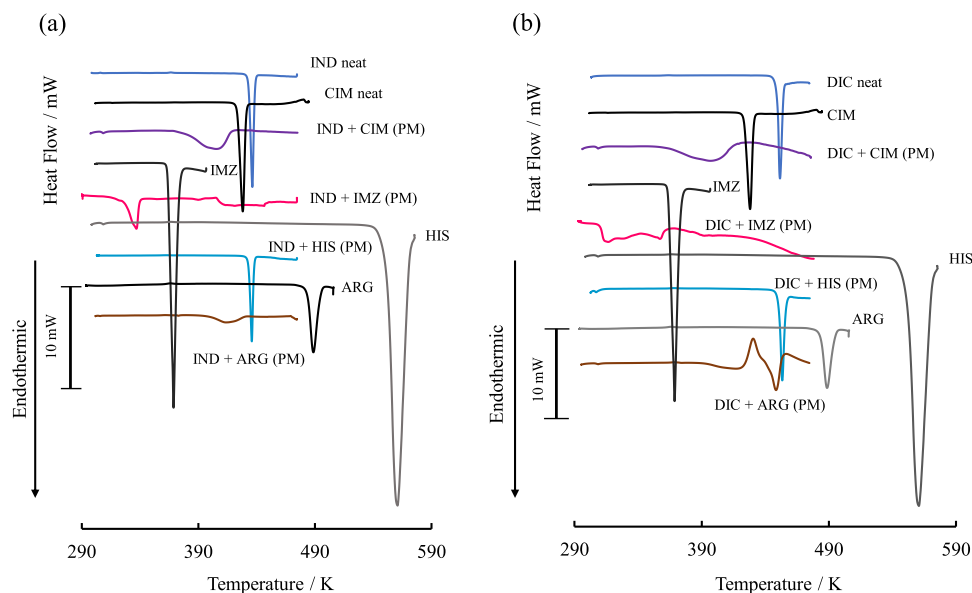 (a)
IND neat
CIM neat
IND + CIM (PM)
IMZ
IND + IMZ (PM)
HIS
IND + HIS (PM)
ARG
IND + ARG (PM)
Heat Flow / mW
Endothermic
10 mW
290
390
490
590
Temperature / K
(b)
DIC neat
CIM
DIC + CIM (PM)
IMZ
DIC + IMZ (PM)
HIS
DIC + HIS (PM)
ARG
DIC + ARG (PM)
Heat Flow / mW
Endothermic
10 mW
290
390
490
590
Temperature / K